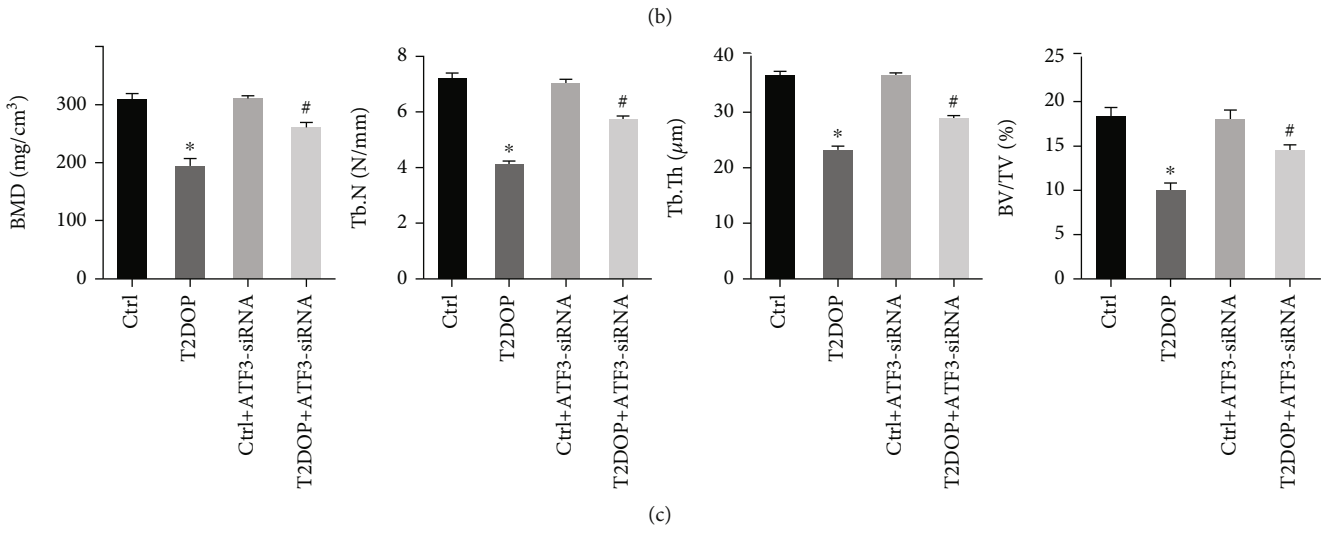 (b)
BMD (mg/cm³)
300
200
100
0
*
#
Ctrl
T2DOP
Ctrl+ATF3-siRNA
T2DOP+ATF3-siRNA
Tb.N (N/mm)
8
6
4
2
0
*
#
Ctrl
T2DOP
Ctrl+ATF3-siRNA
T2DOP+ATF3-siRNA
Tb.Th (μm)
40
30
20
10
0
*
#
Ctrl
T2DOP
Ctrl+ATF3-siRNA
T2DOP+ATF3-siRNA
BV/TV (%)
25
20
15
10
5
0
*
#
Ctrl
T2DOP
Ctrl+ATF3-siRNA
T2DOP+ATF3-siRNA
(c)